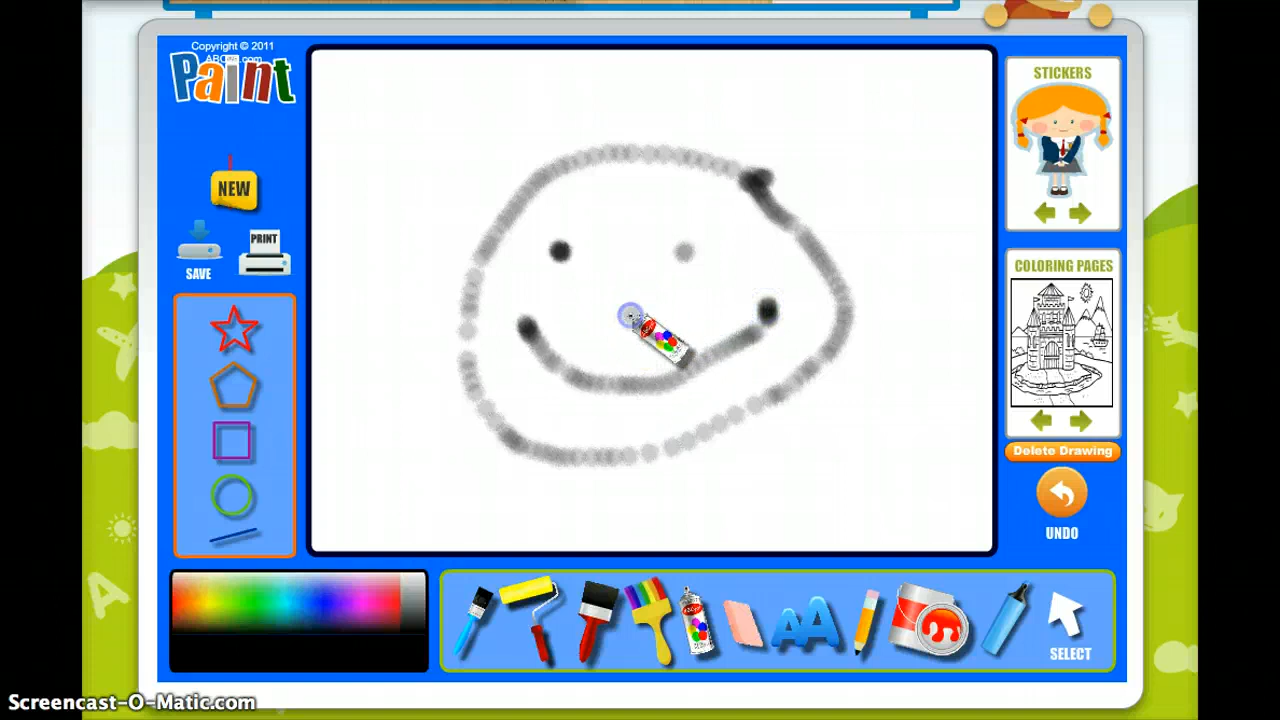 Copyright © 2011
Paint
NEW
PRINT
SAVE
STICKERS
COLORING PAGES
Delete Drawing
UNDO
AA
SELECT
A
Screencast-O-Matic.com